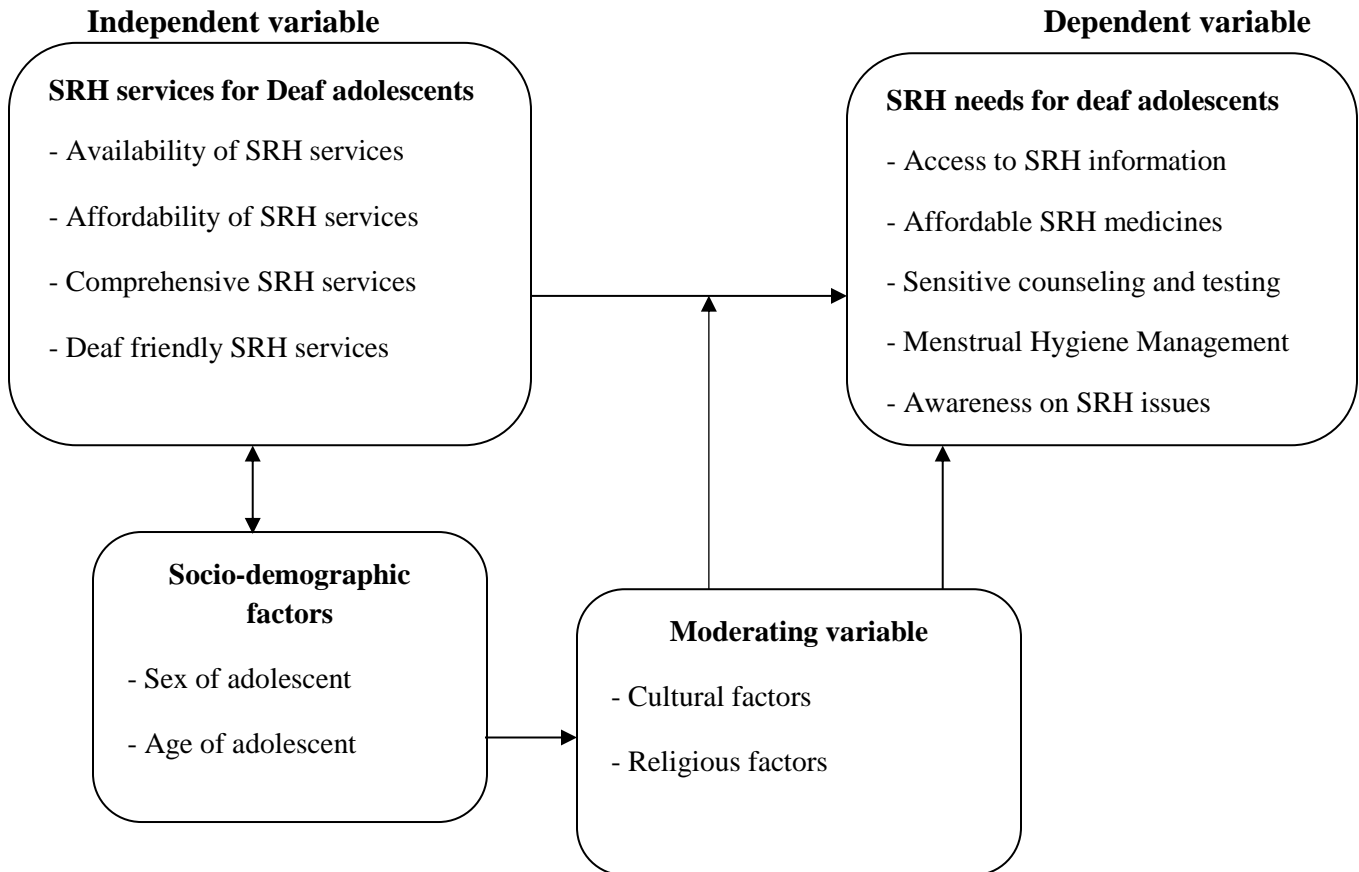 Independent variable
Dependent variable
SRH services for Deaf adolescents
- Availability of SRH services
- Affordability of SRH services
- Comprehensive SRH services
- Deaf friendly SRH services
SRH needs for deaf adolescents
- Access to SRH information
- Affordable SRH medicines
- Sensitive counseling and testing
- Menstrual Hygiene Management
- Awareness on SRH issues
Socio-demographic
factors
- Sex of adolescent
- Age of adolescent
Moderating variable
- Cultural factors
- Religious factors